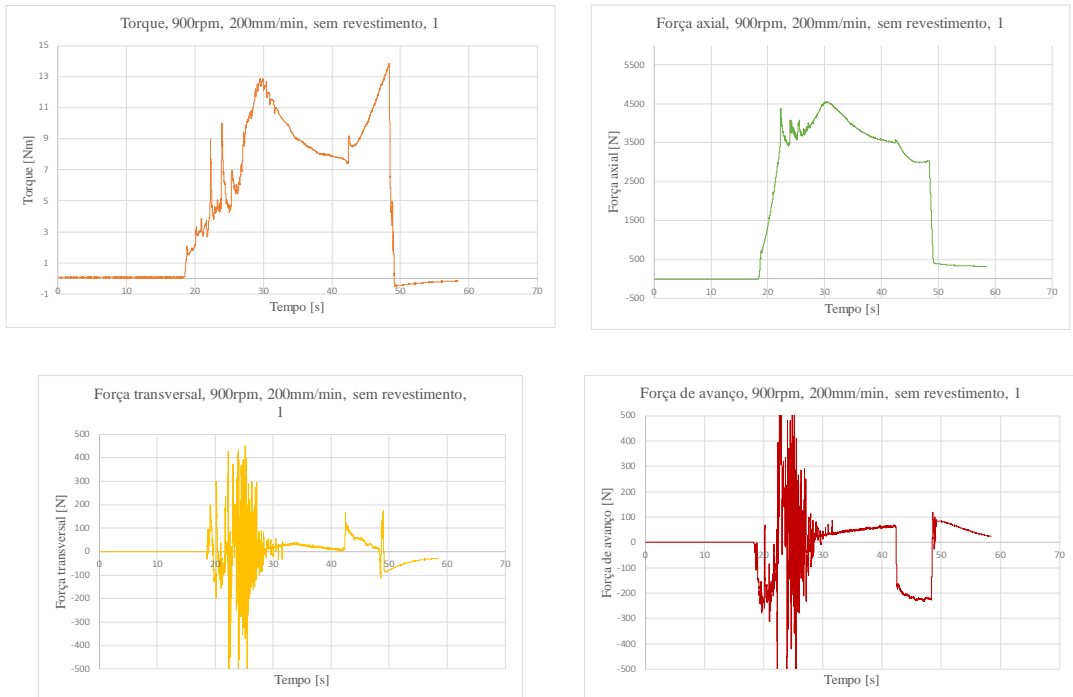 Torque, 900rpm, 200mm/min, sem revestimento, 1
15
13
11
9
7
5
3
1
-1
Torque [Nm]
0 10 20 30 40 50 60 70
Tempo [s]
Força axial, 900rpm, 200mm/min, sem revestimento, 1
5500
4500
3500
2500
1500
500
-500
Força axial [N]
0 10 20 30 40 50 60 70
Tempo [s]
Força transversal, 900rpm, 200mm/min, sem revestimento,
1
500
400
300
200
100
0
-100
-200
-300
-400
-500
Força transversal [N]
0 10 20 30 40 50 60 70
Tempo [s]
Força de avanço, 900rpm, 200mm/min, sem revestimento, 1
500
400
300
200
100
0
-100
-200
-300
-400
-500
Força de avanço [N]
0 10 20 30 40 50 60 70
Tempo [s]